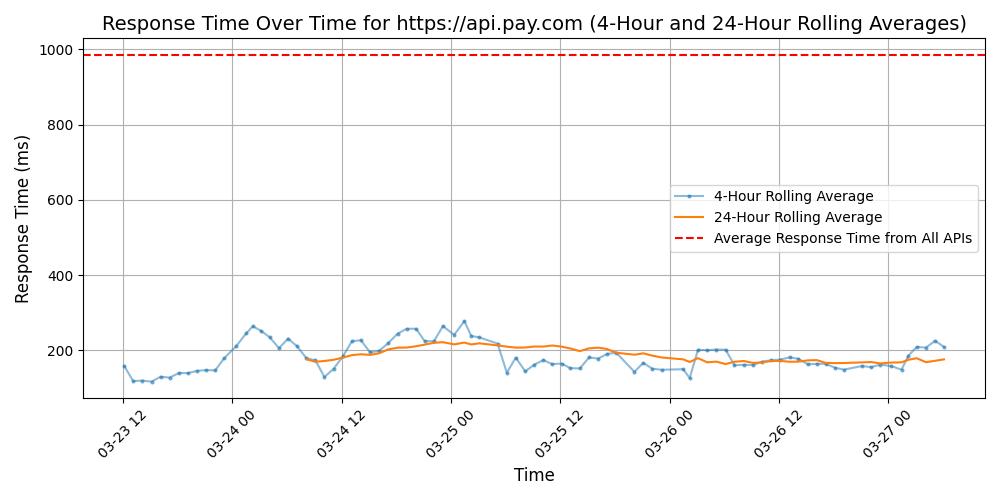 Response Time Over Time for https://api.pay.com (4-Hour and 24-Hour Rolling Averages)
Response Time (ms)
1000
800
600
400
200
4-Hour Rolling Average
24-Hour Rolling Average
Average Response Time from All APIs
03-23 12
03-24 00
03-24 12
03-25 00
03-25 12
03-26 00
03-26 12
03-27 00
Time